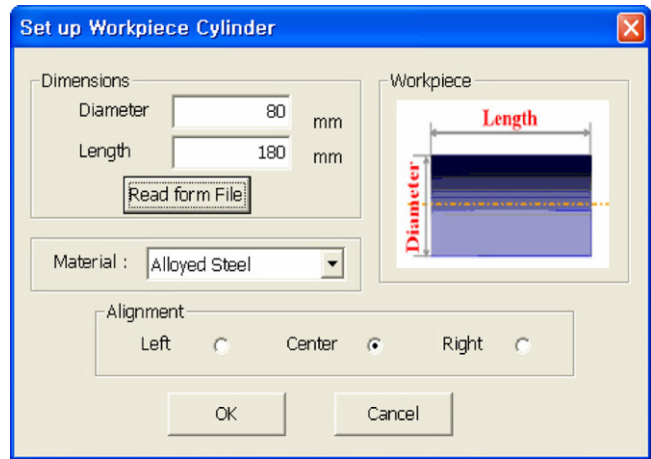 Set up Workpiece Cylinder
Dimensions
Diameter 80 mm
Length 180 mm
Read form File
Workpiece
Length
Diameter
Material : Alloyed Steel
Alignment
Left Center Right
OK Cancel